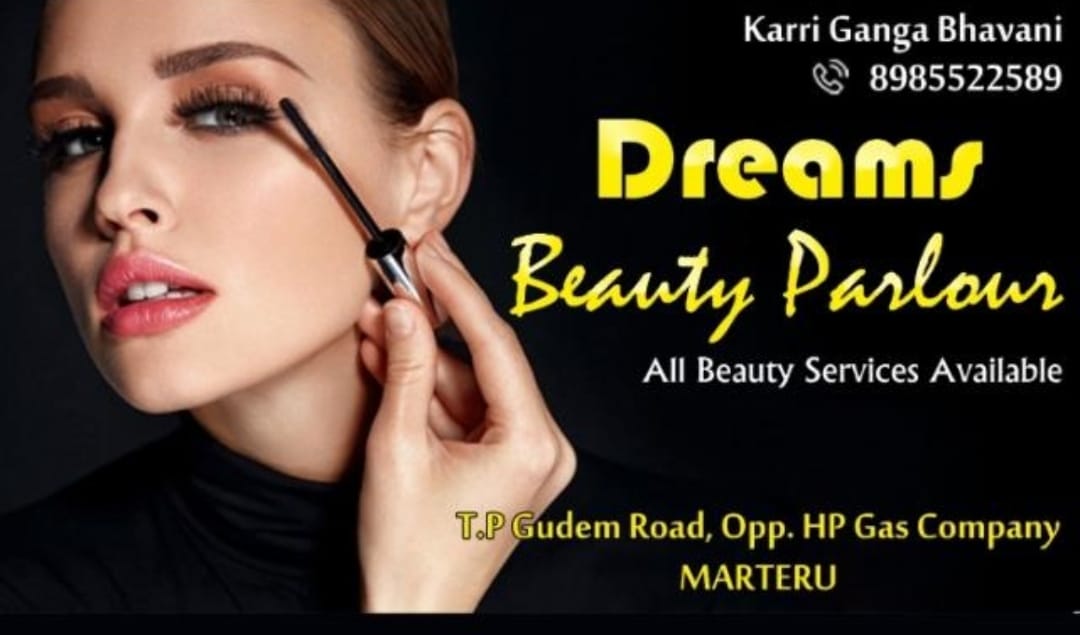 Karri Ganga Bhavani
8985522589
Dreams
Beauty Parlour
All Beauty Services Available
T.P Gudem Road, Opp. HP Gas Company
MARTERU